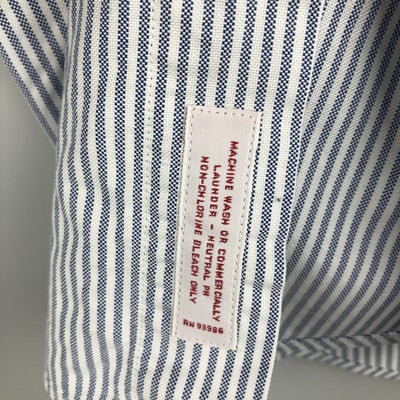 MACHINE WASH OR COMMERCIALLY
LAUNDER - NEUTRAL PH
NON-CHLORINE BLEACH ONLY
RN 93986